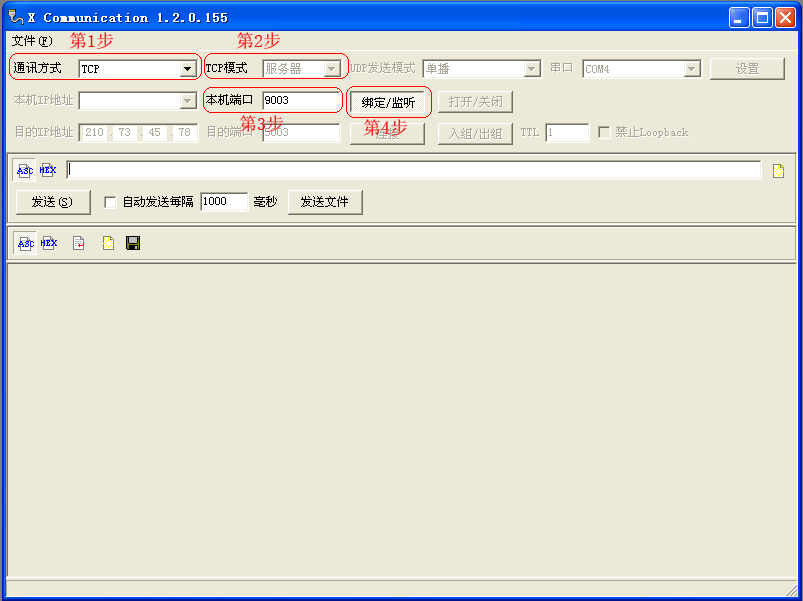 X Communication 1.2.0.155
文件(F) 第1步 第2步
通讯方式 TCP TCP模式 服务器 UDP发送模式 单播 串口 COM4 设置
本机IP地址 本机端口 9003 绑定/监听 打开/关闭
第3步 第4步
目的IP地址 210 . 73 . 45 . 78 目的端口 9003 连接 入组/出组 TTL 1 禁止Loopback
ASC HEX
发送(S) 自动发送每隔 1000 毫秒 发送文件
ASC HEX